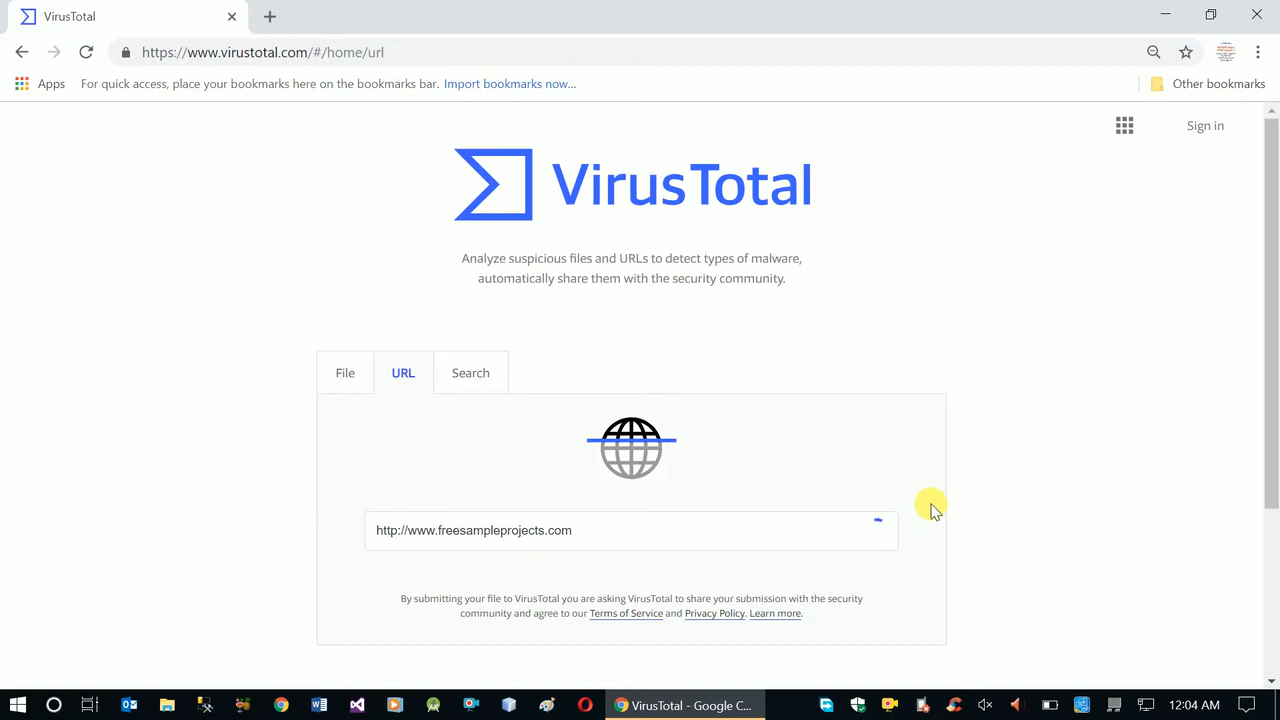 VirusTotal
https://www.virustotal.com/#/home/url
Apps For quick access, place your bookmarks here on the bookmarks bar. Import bookmarks now... Other bookmarks
Sign in
VirusTotal
Analyze suspicious files and URLs to detect types of malware,
automatically share them with the security community.
File URL Search
http://www.freesampleprojects.com
By submitting your file to VirusTotal you are asking VirusTotal to share your submission with the security
community and agree to our Terms of Service and Privacy Policy. Learn more.
VirusTotal - Google C... 12:04 AM